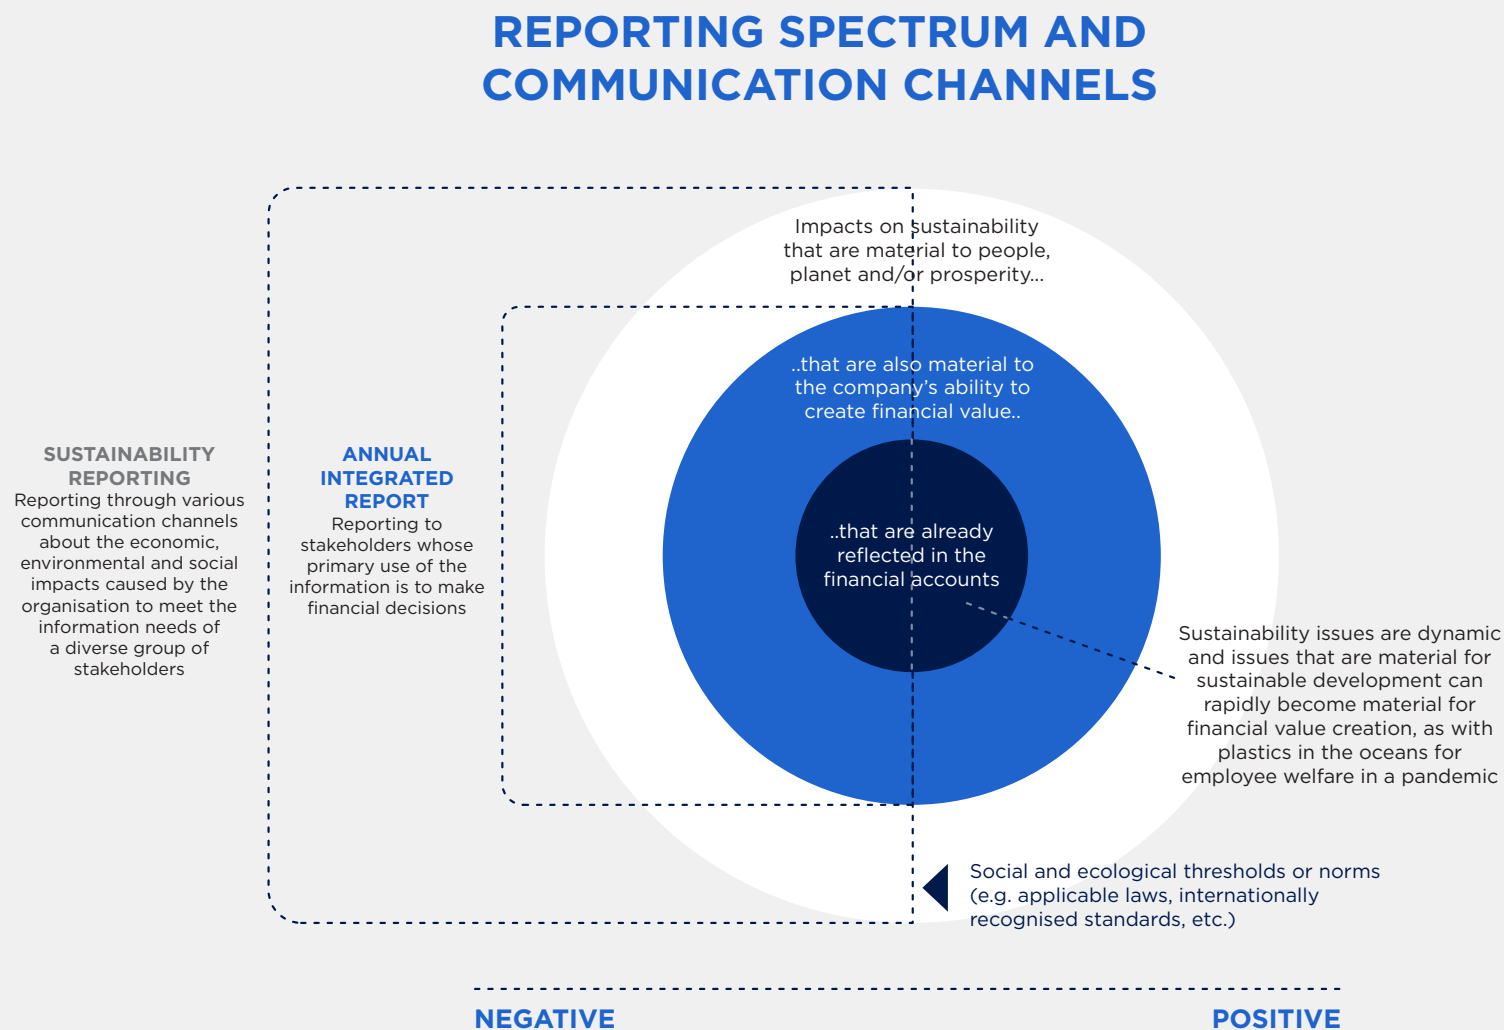 REPORTING SPECTRUM AND
COMMUNICATION CHANNELS
Impacts on sustainability
that are material to people,
planet and/or prosperity...
..that are also material to
the company’s ability to
create financial value..
..that are already
reflected in the
financial accounts
SUSTAINABILITY
REPORTING
Reporting through various
communication channels
about the economic,
environmental and social
impacts caused by the
organisation to meet the
information needs of
a diverse group of
stakeholders
ANNUAL
INTEGRATED
REPORT
Reporting to
stakeholders whose
primary use of the
information is to make
financial decisions
Sustainability issues are dynamic
and issues that are material for
sustainable development can
rapidly become material for
financial value creation, as with
plastics in the oceans for
employee welfare in a pandemic
Social and ecological thresholds or norms
(e.g. applicable laws, internationally
recognised standards, etc.)
NEGATIVE
POSITIVE